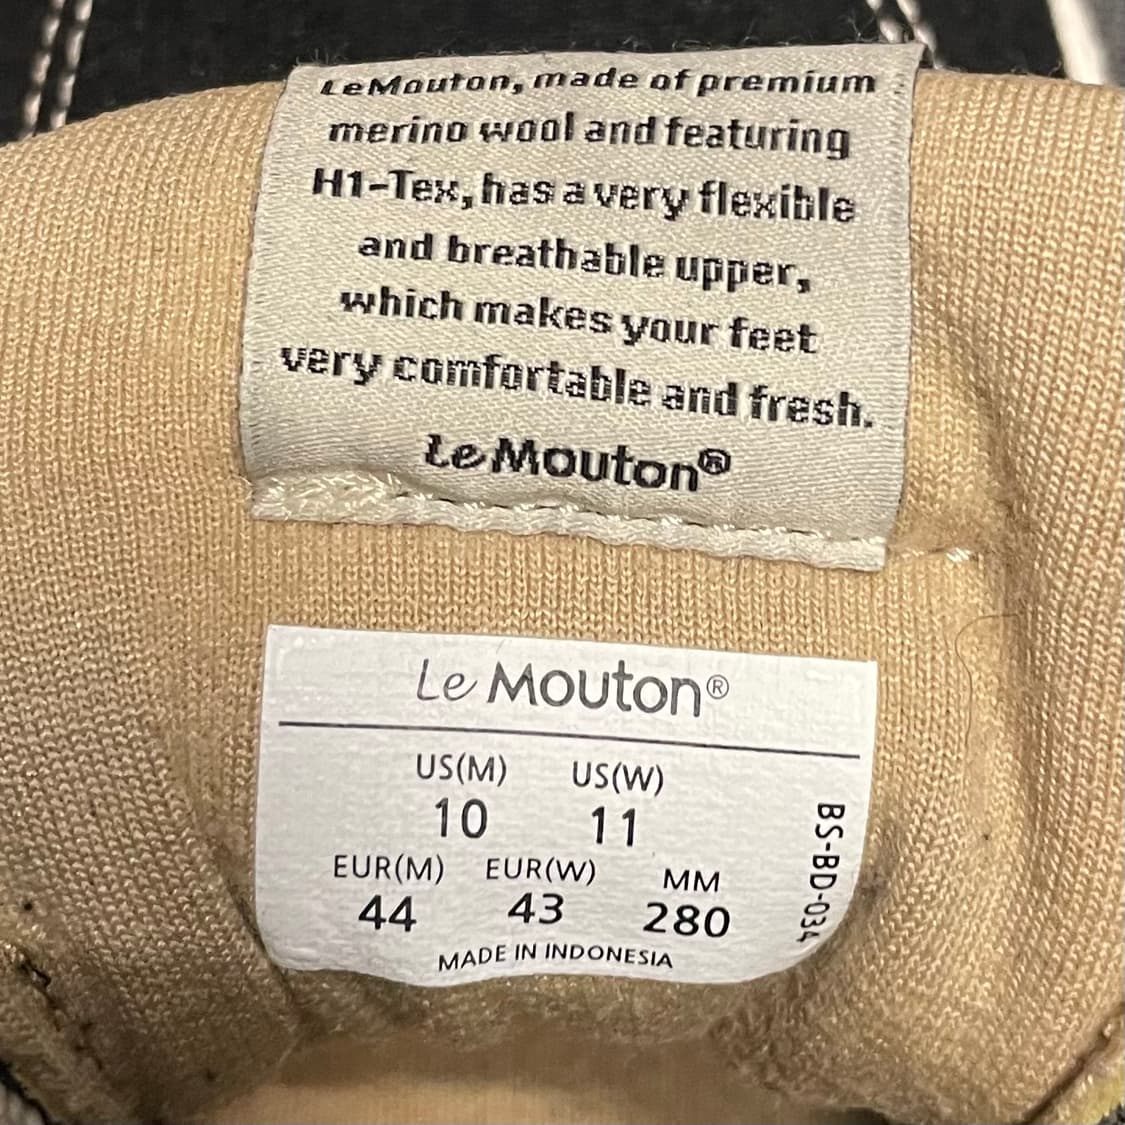 LeMouton, made of premium
merino wool and featuring
H1-Tex, has a very flexible
and breathable upper,
which makes your feet
very comfortable and fresh.
Le Mouton®
Le Mouton®
US(M) US(W)
10 11
EUR(M) EUR(W) MM
44 43 280
MADE IN INDONESIA
BS-BD-034